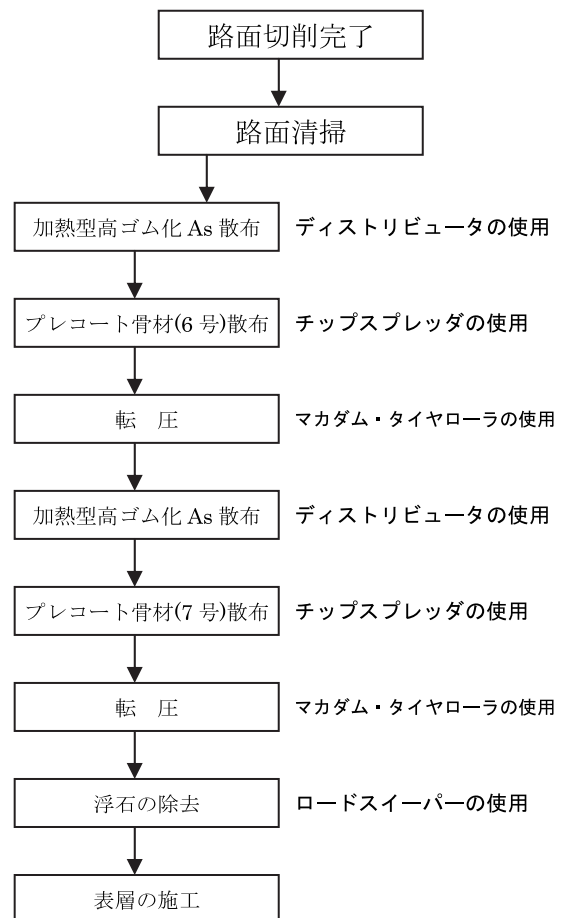 路面切削完了
路面清掃
加熱型高ゴム化 As 散布
ディストリビュータの使用
プレコート骨材(6 号)散布
チップスプレッダの使用
転　圧
マカダム・タイヤローラの使用
加熱型高ゴム化 As 散布
ディストリビュータの使用
プレコート骨材(7 号)散布
チップスプレッダの使用
転　圧
マカダム・タイヤローラの使用
浮石の除去
ロードスイーパーの使用
表層の施工